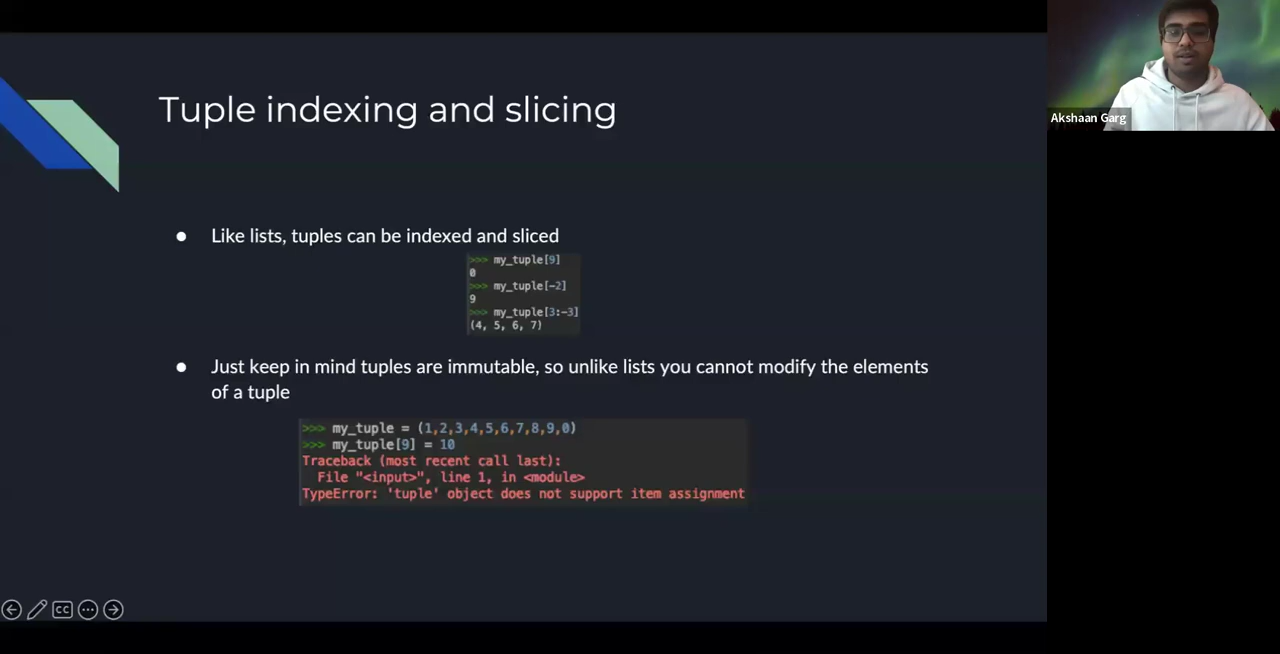 Tuple indexing and slicing
Akshaan Garg
● Like lists, tuples can be indexed and sliced
>>> my_tuple[9]
0
>>> my_tuple[-2]
9
>>> my_tuple[3:-3]
(4, 5, 6, 7)
● Just keep in mind tuples are immutable, so unlike lists you cannot modify the elements
of a tuple
>>> my_tuple = (1,2,3,4,5,6,7,8,9,0)
>>> my_tuple[9] = 10
Traceback (most recent call last):
  File "<input>", line 1, in <module>
TypeError: 'tuple' object does not support item assignment
CC